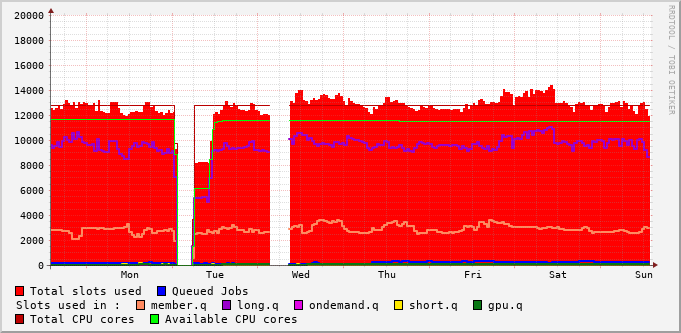 20000
18000
16000
14000
12000
10000
8000
6000
4000
2000
0
Mon Tue Wed Thu Fri Sat Sun
Total slots used Queued Jobs
Slots used in : member.q long.q ondemand.q short.q gpu.q
Total CPU cores Available CPU cores
RRDTOOL / TOBI OETIKER